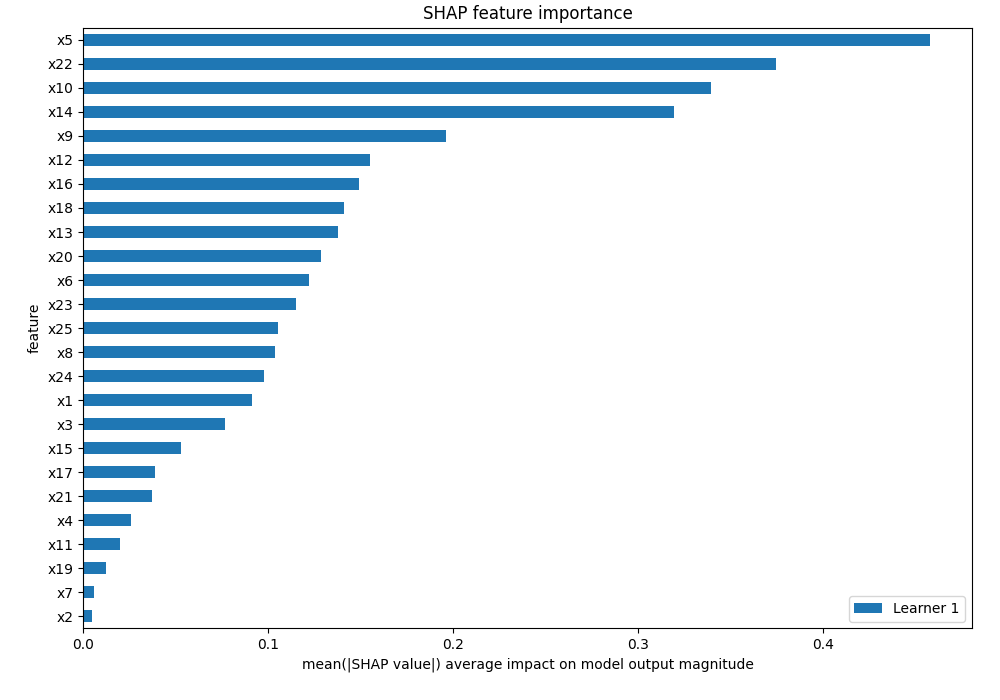 SHAP feature importance
x5
x22
x10
x14
x9
x12
x16
x18
x13
x20
x6
x23
x25
x8
x24
x1
x3
x15
x17
x21
x4
x11
x19
x7
x2
feature
Learner 1
0.0 0.1 0.2 0.3 0.4
mean(|SHAP value|) average impact on model output magnitude